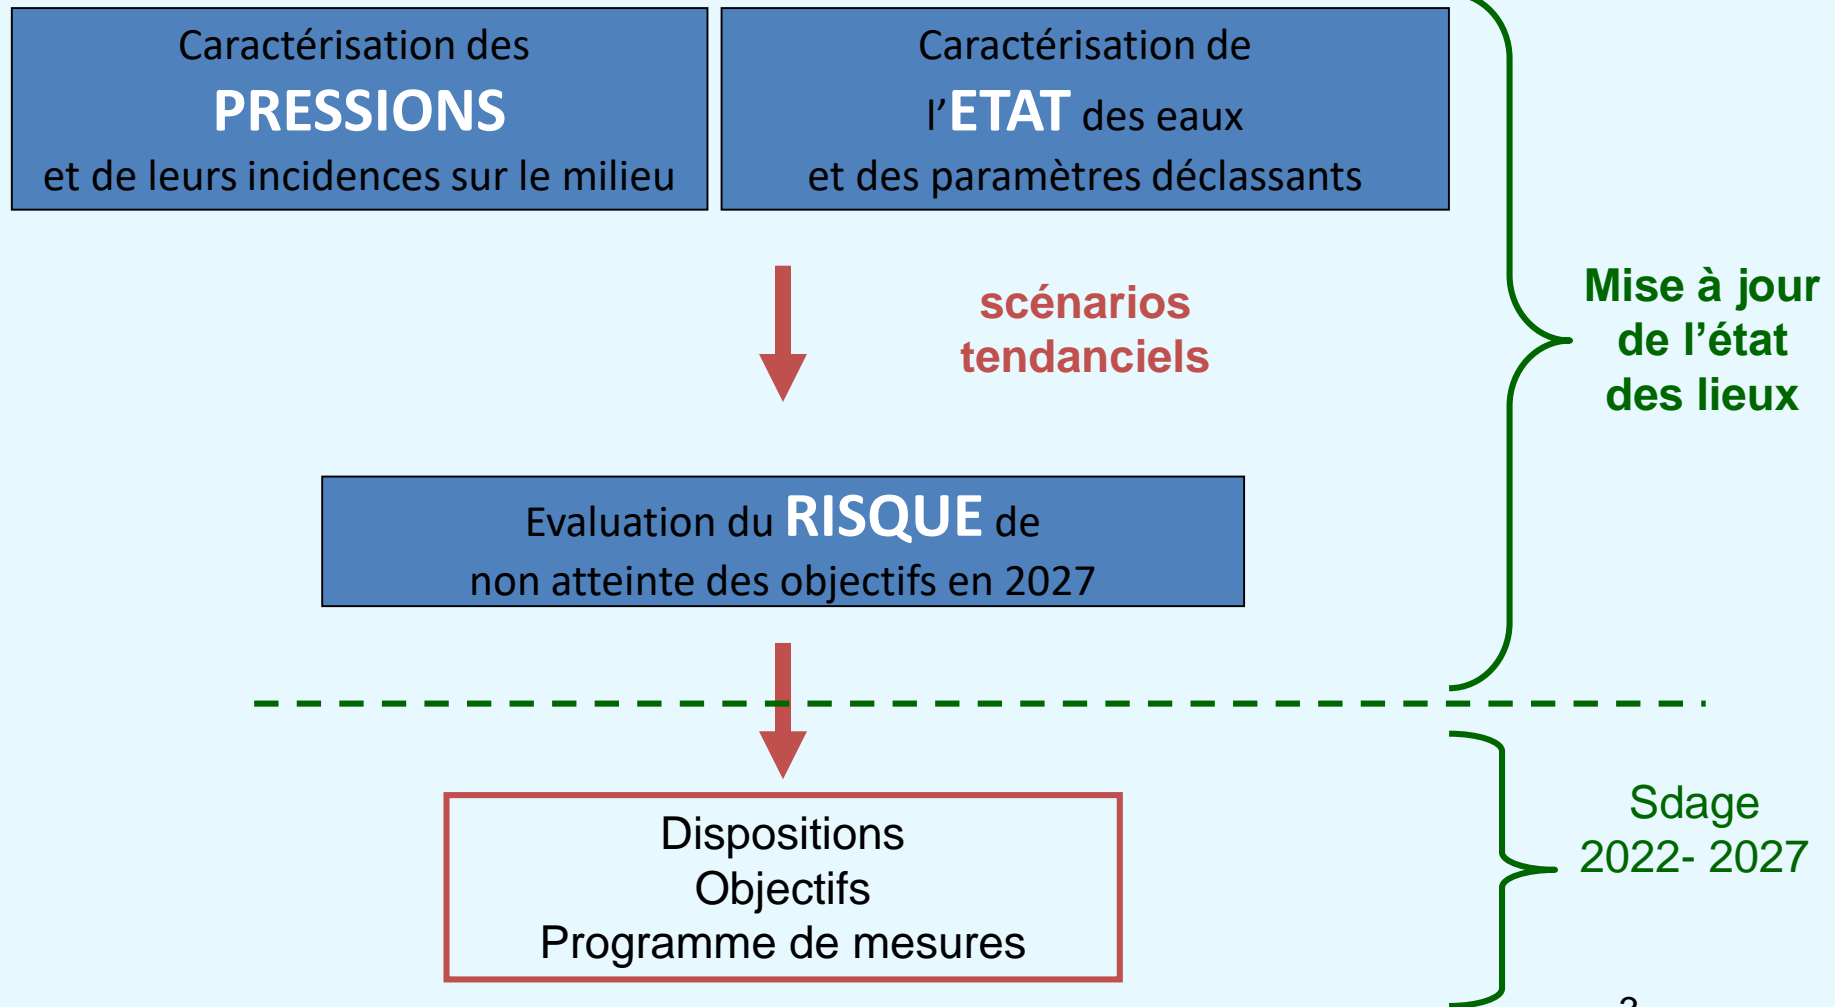 Caractérisation des
PRESSIONS
et de leurs incidences sur le milieu
Caractérisation de
l’ETAT des eaux
et des paramètres déclassants
scénarios
tendanciels
Mise à jour
de l’état
des lieux
Evaluation du RISQUE de
non atteinte des objectifs en 2027
Dispositions
Objectifs
Programme de mesures
Sdage
2022- 2027